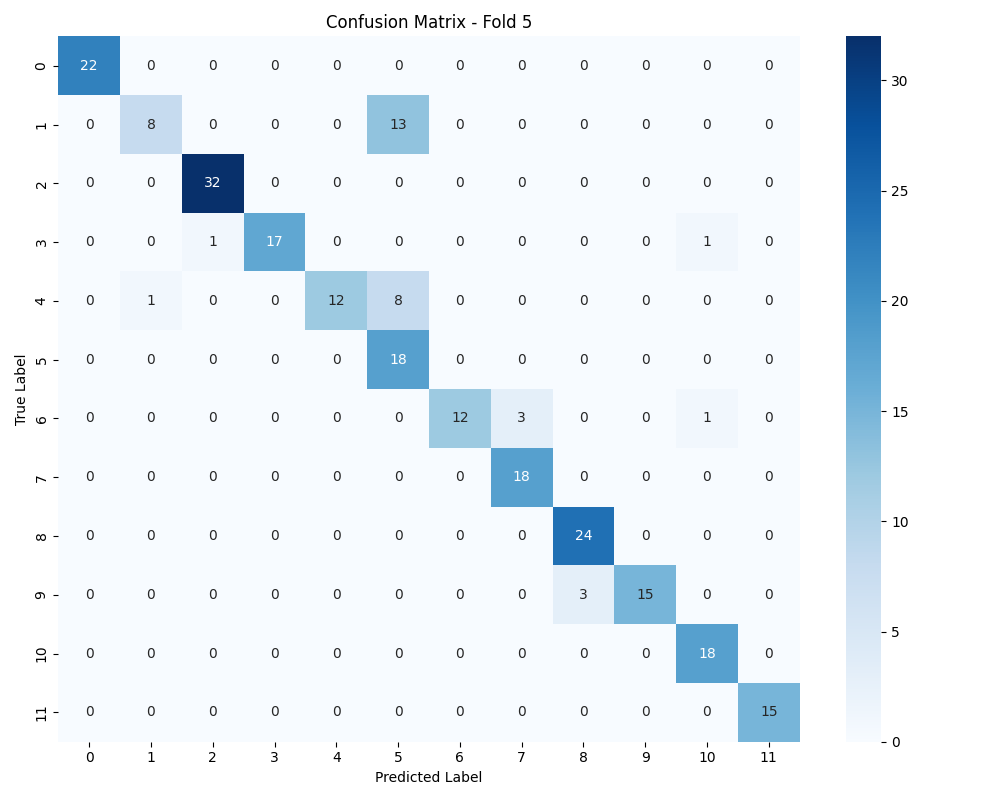 Confusion Matrix - Fold 5
0 22 0 0 0 0 0 0 0 0 0 0 0
1 0 8 0 0 0 13 0 0 0 0 0 0
2 0 0 32 0 0 0 0 0 0 0 0 0
3 0 0 1 17 0 0 0 0 0 0 1 0
4 0 1 0 0 12 8 0 0 0 0 0 0
5 0 0 0 0 0 18 0 0 0 0 0 0
6 0 0 0 0 0 0 12 3 0 0 1 0
7 0 0 0 0 0 0 0 18 0 0 0 0
8 0 0 0 0 0 0 0 0 24 0 0 0
9 0 0 0 0 0 0 0 0 3 15 0 0
10 0 0 0 0 0 0 0 0 0 0 18 0
11 0 0 0 0 0 0 0 0 0 0 0 15
0 1 2 3 4 5 6 7 8 9 10 11
Predicted Label
True Label
30
25
20
15
10
5
0